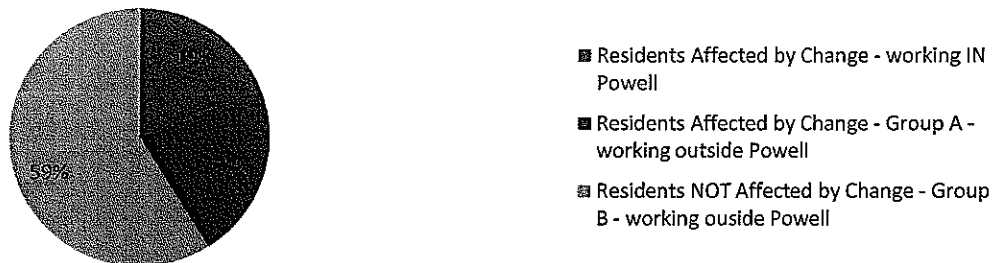 59%
Residents Affected by Change - working IN
Powell
Residents Affected by Change - Group A -
working outside Powell
Residents NOT Affected by Change - Group
B - working ouside Powell